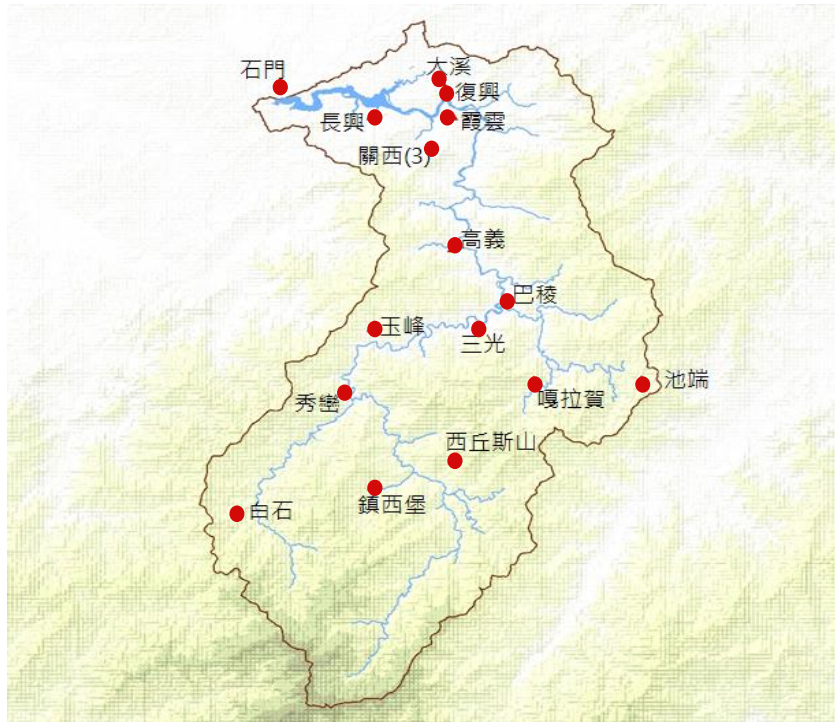 石門
大溪
復興
長興
霞雲
關西(3)
高義
巴稜
玉峰
三光
嘎拉賀
池端
秀巒
西丘斯山
鎮西堡
白石